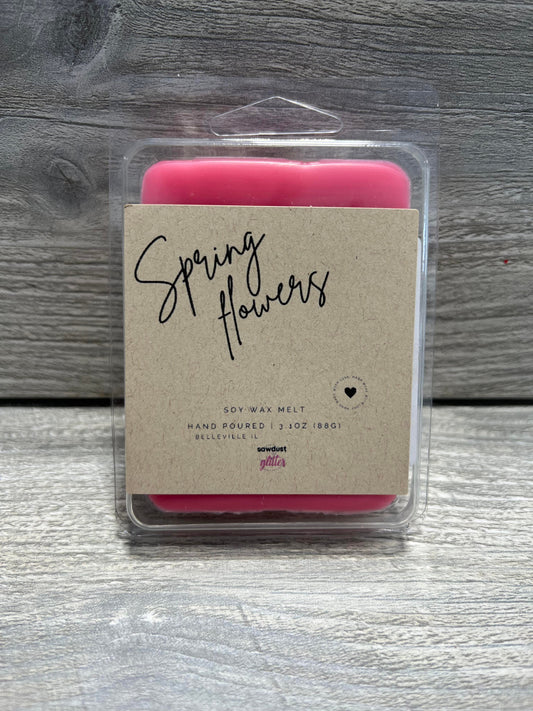 Spring
flowers
SOY WAX MELT
HAND POURED | 3.1OZ (88G)
BELLEVILLE IL
sawdust
glitter